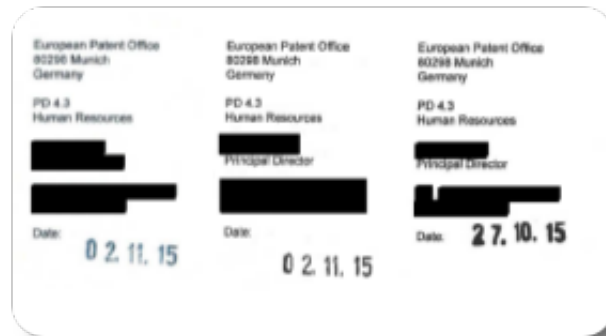 European Patent Office
80298 Munich
Germany
PD 4.3
Human Resources
Date:
02.11.15
European Patent Office
80298 Munich
Germany
PD 4.3
Human Resources
Principal Director
Date:
02.11.15
European Patent Office
80298 Munich
Germany
PD 4.3
Human Resources
Principal Director
Date:
27.10.15